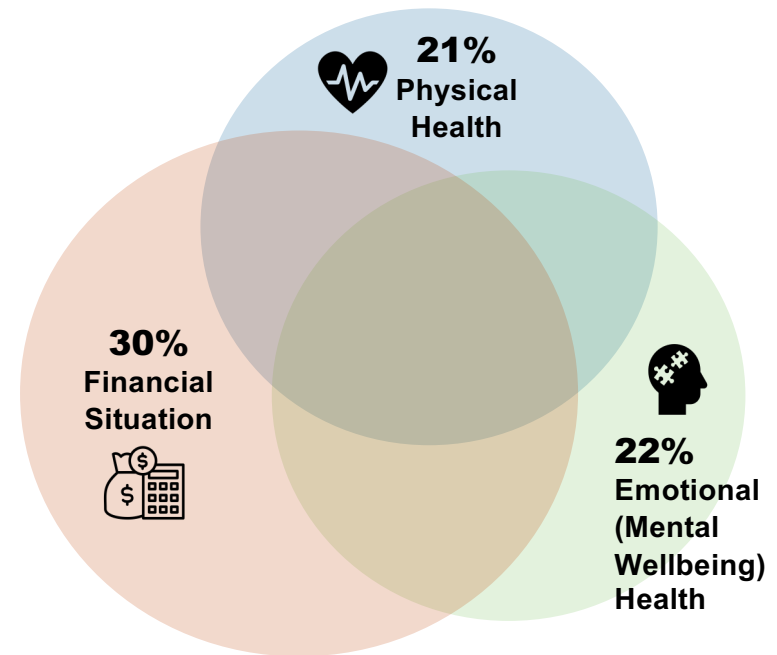 21%
Physical
Health
30%
Financial
Situation
$
$
22%
Emotional
(Mental
Wellbeing)
Health